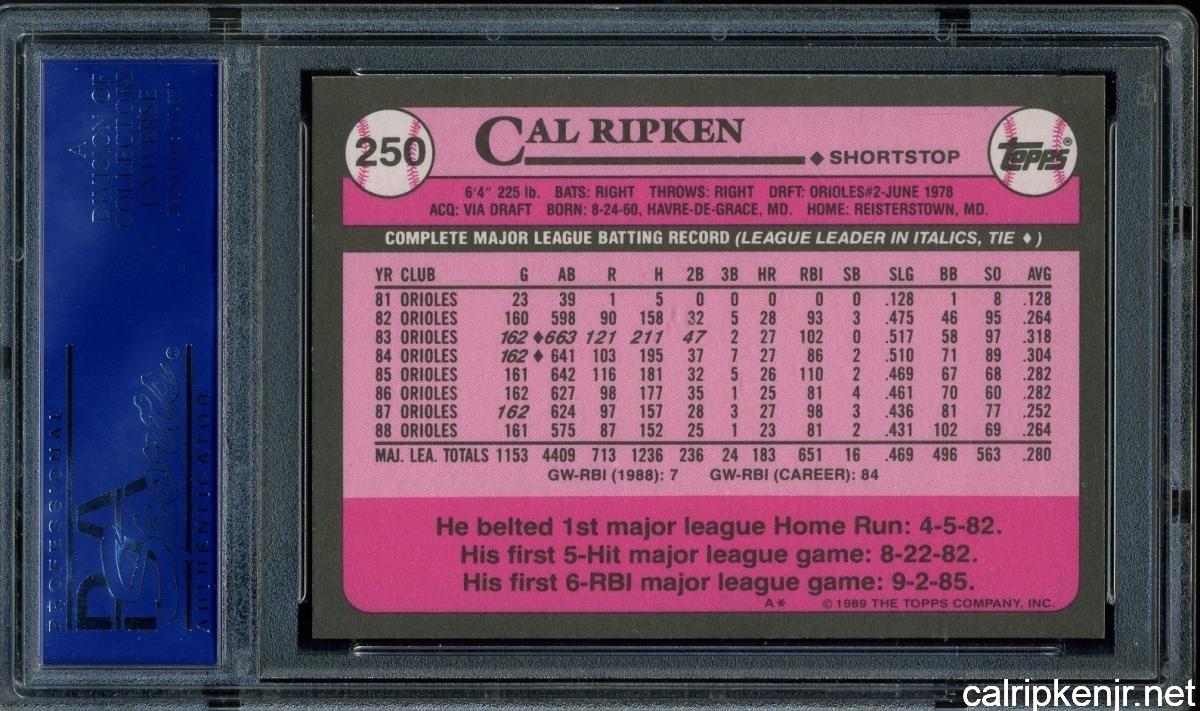 A
DIVISION OF
COLLECTORS
UNIVERSE
PROFESSIONAL
PSA
AUTHENTICATOR
250
CAL RIPKEN
♦ SHORTSTOP
TOPPS®
6'4" 225 lb. BATS: RIGHT THROWS: RIGHT DRFT: ORIOLES#2-JUNE 1978
ACQ: VIA DRAFT BORN: 8-24-60, HAVRE-DE-GRACE, MD. HOME: REISTERSTOWN, MD.
COMPLETE MAJOR LEAGUE BATTING RECORD (LEAGUE LEADER IN ITALICS, TIE ♦)
YR CLUB G AB R H 2B 3B HR RBI SB SLG BB SO AVG
81 ORIOLES 23 39 1 5 0 0 0 0 0 .128 1 8 .128
82 ORIOLES 160 598 90 158 32 5 28 93 3 .475 46 95 .264
83 ORIOLES 162 ♦663 121 211 47 2 27 102 0 .517 58 97 .318
84 ORIOLES 162 ♦ 641 103 195 37 7 27 86 2 .510 71 89 .304
85 ORIOLES 161 642 116 181 32 5 26 110 2 .469 67 68 .282
86 ORIOLES 162 627 98 177 35 1 25 81 4 .461 70 60 .282
87 ORIOLES 162 624 97 157 28 3 27 98 3 .436 81 77 .252
88 ORIOLES 161 575 87 152 25 1 23 81 2 .431 102 69 .264
MAJ. LEA. TOTALS 1153 4409 713 1236 236 24 183 651 16 .469 496 563 .280
GW-RBI (1988): 7 GW-RBI (CAREER): 84
He belted 1st major league Home Run: 4-5-82.
His first 5-Hit major league game: 8-22-82.
His first 6-RBI major league game: 9-2-85.
A* © 1989 THE TOPPS COMPANY, INC.
calripkenjr.net